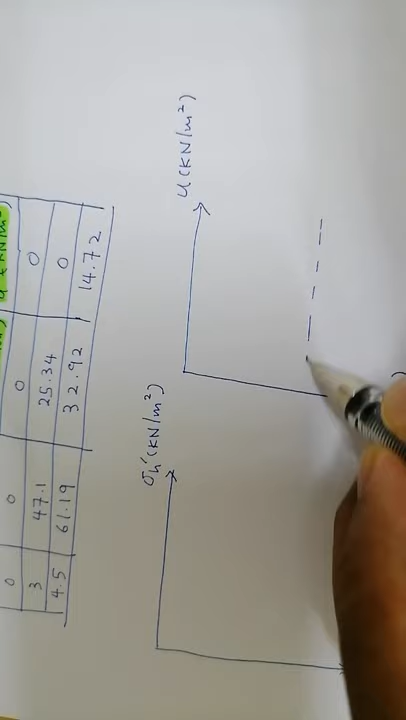 0 0 0 0
3 47.1 25.34 0
4.5 61.19 32.92 14.72
σh'(KN/m²)
u(KN/m²)